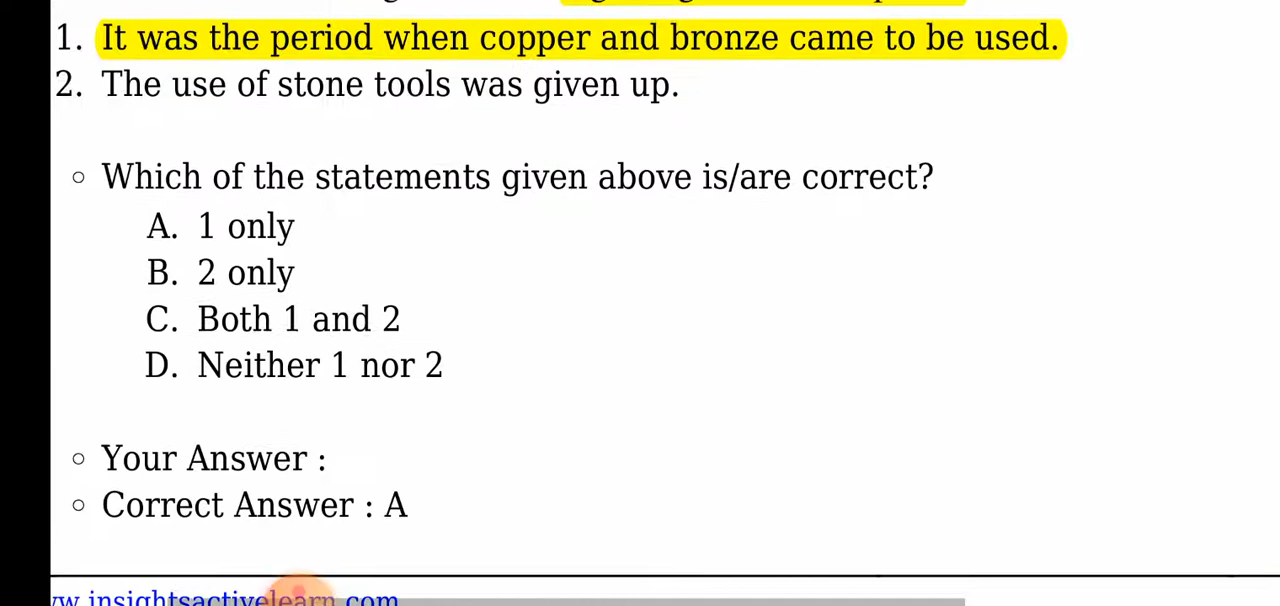 1. It was the period when copper and bronze came to be used.
2. The use of stone tools was given up.
○ Which of the statements given above is/are correct?
A. 1 only
B. 2 only
C. Both 1 and 2
D. Neither 1 nor 2
○ Your Answer :
○ Correct Answer : A
w.insightsactivelearn.com